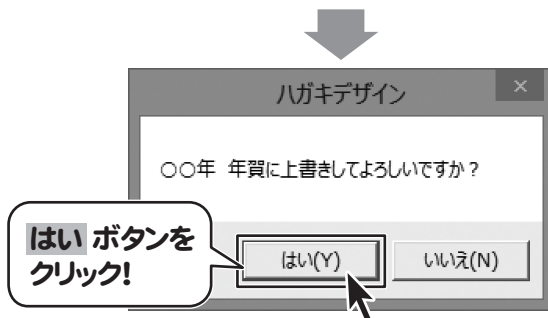 ハガキデザイン
○○年 年賀に上書きしてよろしいですか？
はい ボタンを
クリック!
はい(Y) いいえ(N)